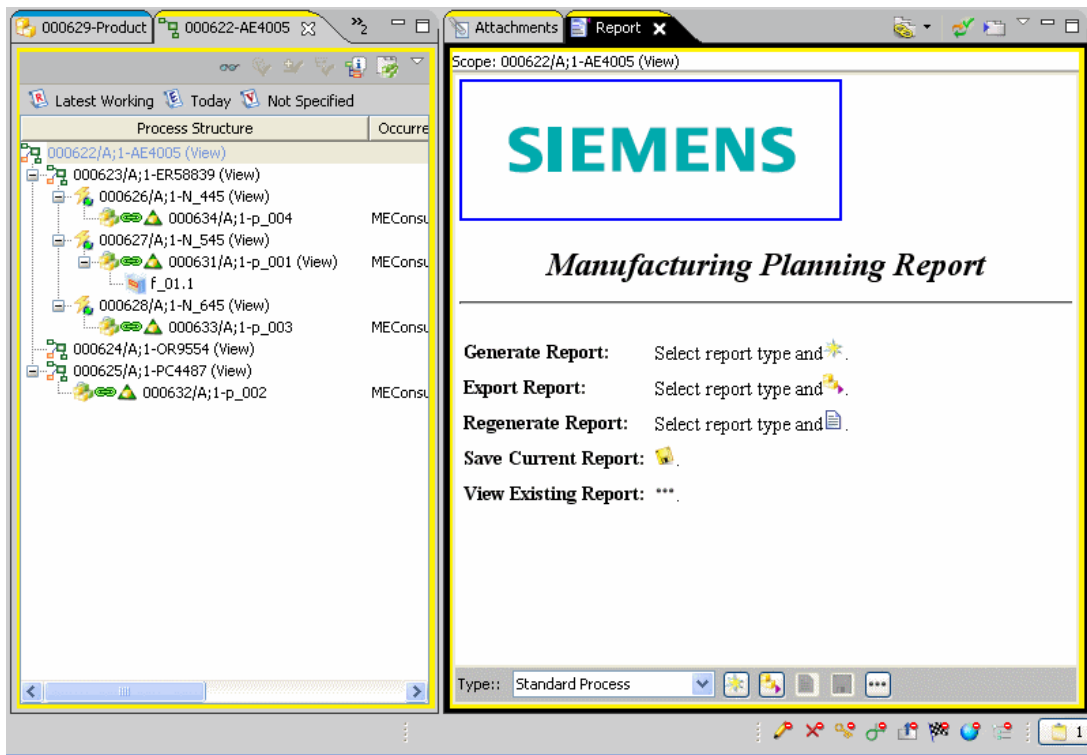 000629-Product
000622-AE4005
2
Latest Working Today Not Specified
Process Structure Occurre
000622/A;1-AE4005 (View)
000623/A;1-ER58839 (View)
000626/A;1-N_445 (View)
000634/A;1-p_004 MEConsu
000627/A;1-N_545 (View)
000631/A;1-p_001 (View) MEConsu
f_01.1
000628/A;1-N_645 (View)
000633/A;1-p_003 MEConsu
000624/A;1-OR9554 (View)
000625/A;1-PC4487 (View)
000632/A;1-p_002 MEConsu
Attachments Report
Scope: 000622/A;1-AE4005 (View)
SIEMENS
Manufacturing Planning Report
Generate Report: Select report type and .
Export Report: Select report type and .
Regenerate Report: Select report type and .
Save Current Report: .
View Existing Report: ••• .
Type:: Standard Process
1